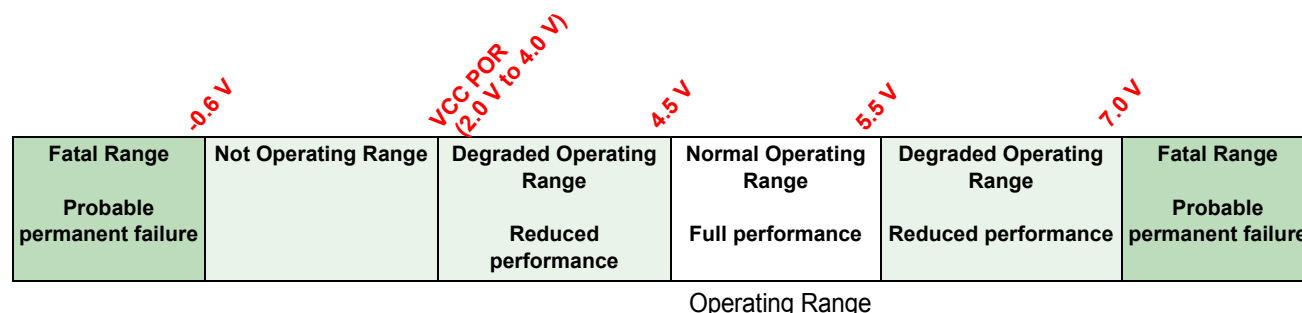 -0.6 V
VCC POR
(2.0 V to 4.0 V)
4.5 V
5.5 V
7.0 V
Fatal Range
Probable
permanent failure
Not Operating Range
Degraded Operating
Range
Reduced
performance
Normal Operating
Range
Full performance
Degraded Operating
Range
Reduced performance
Fatal Range
Probable
permanent failure
Operating Range